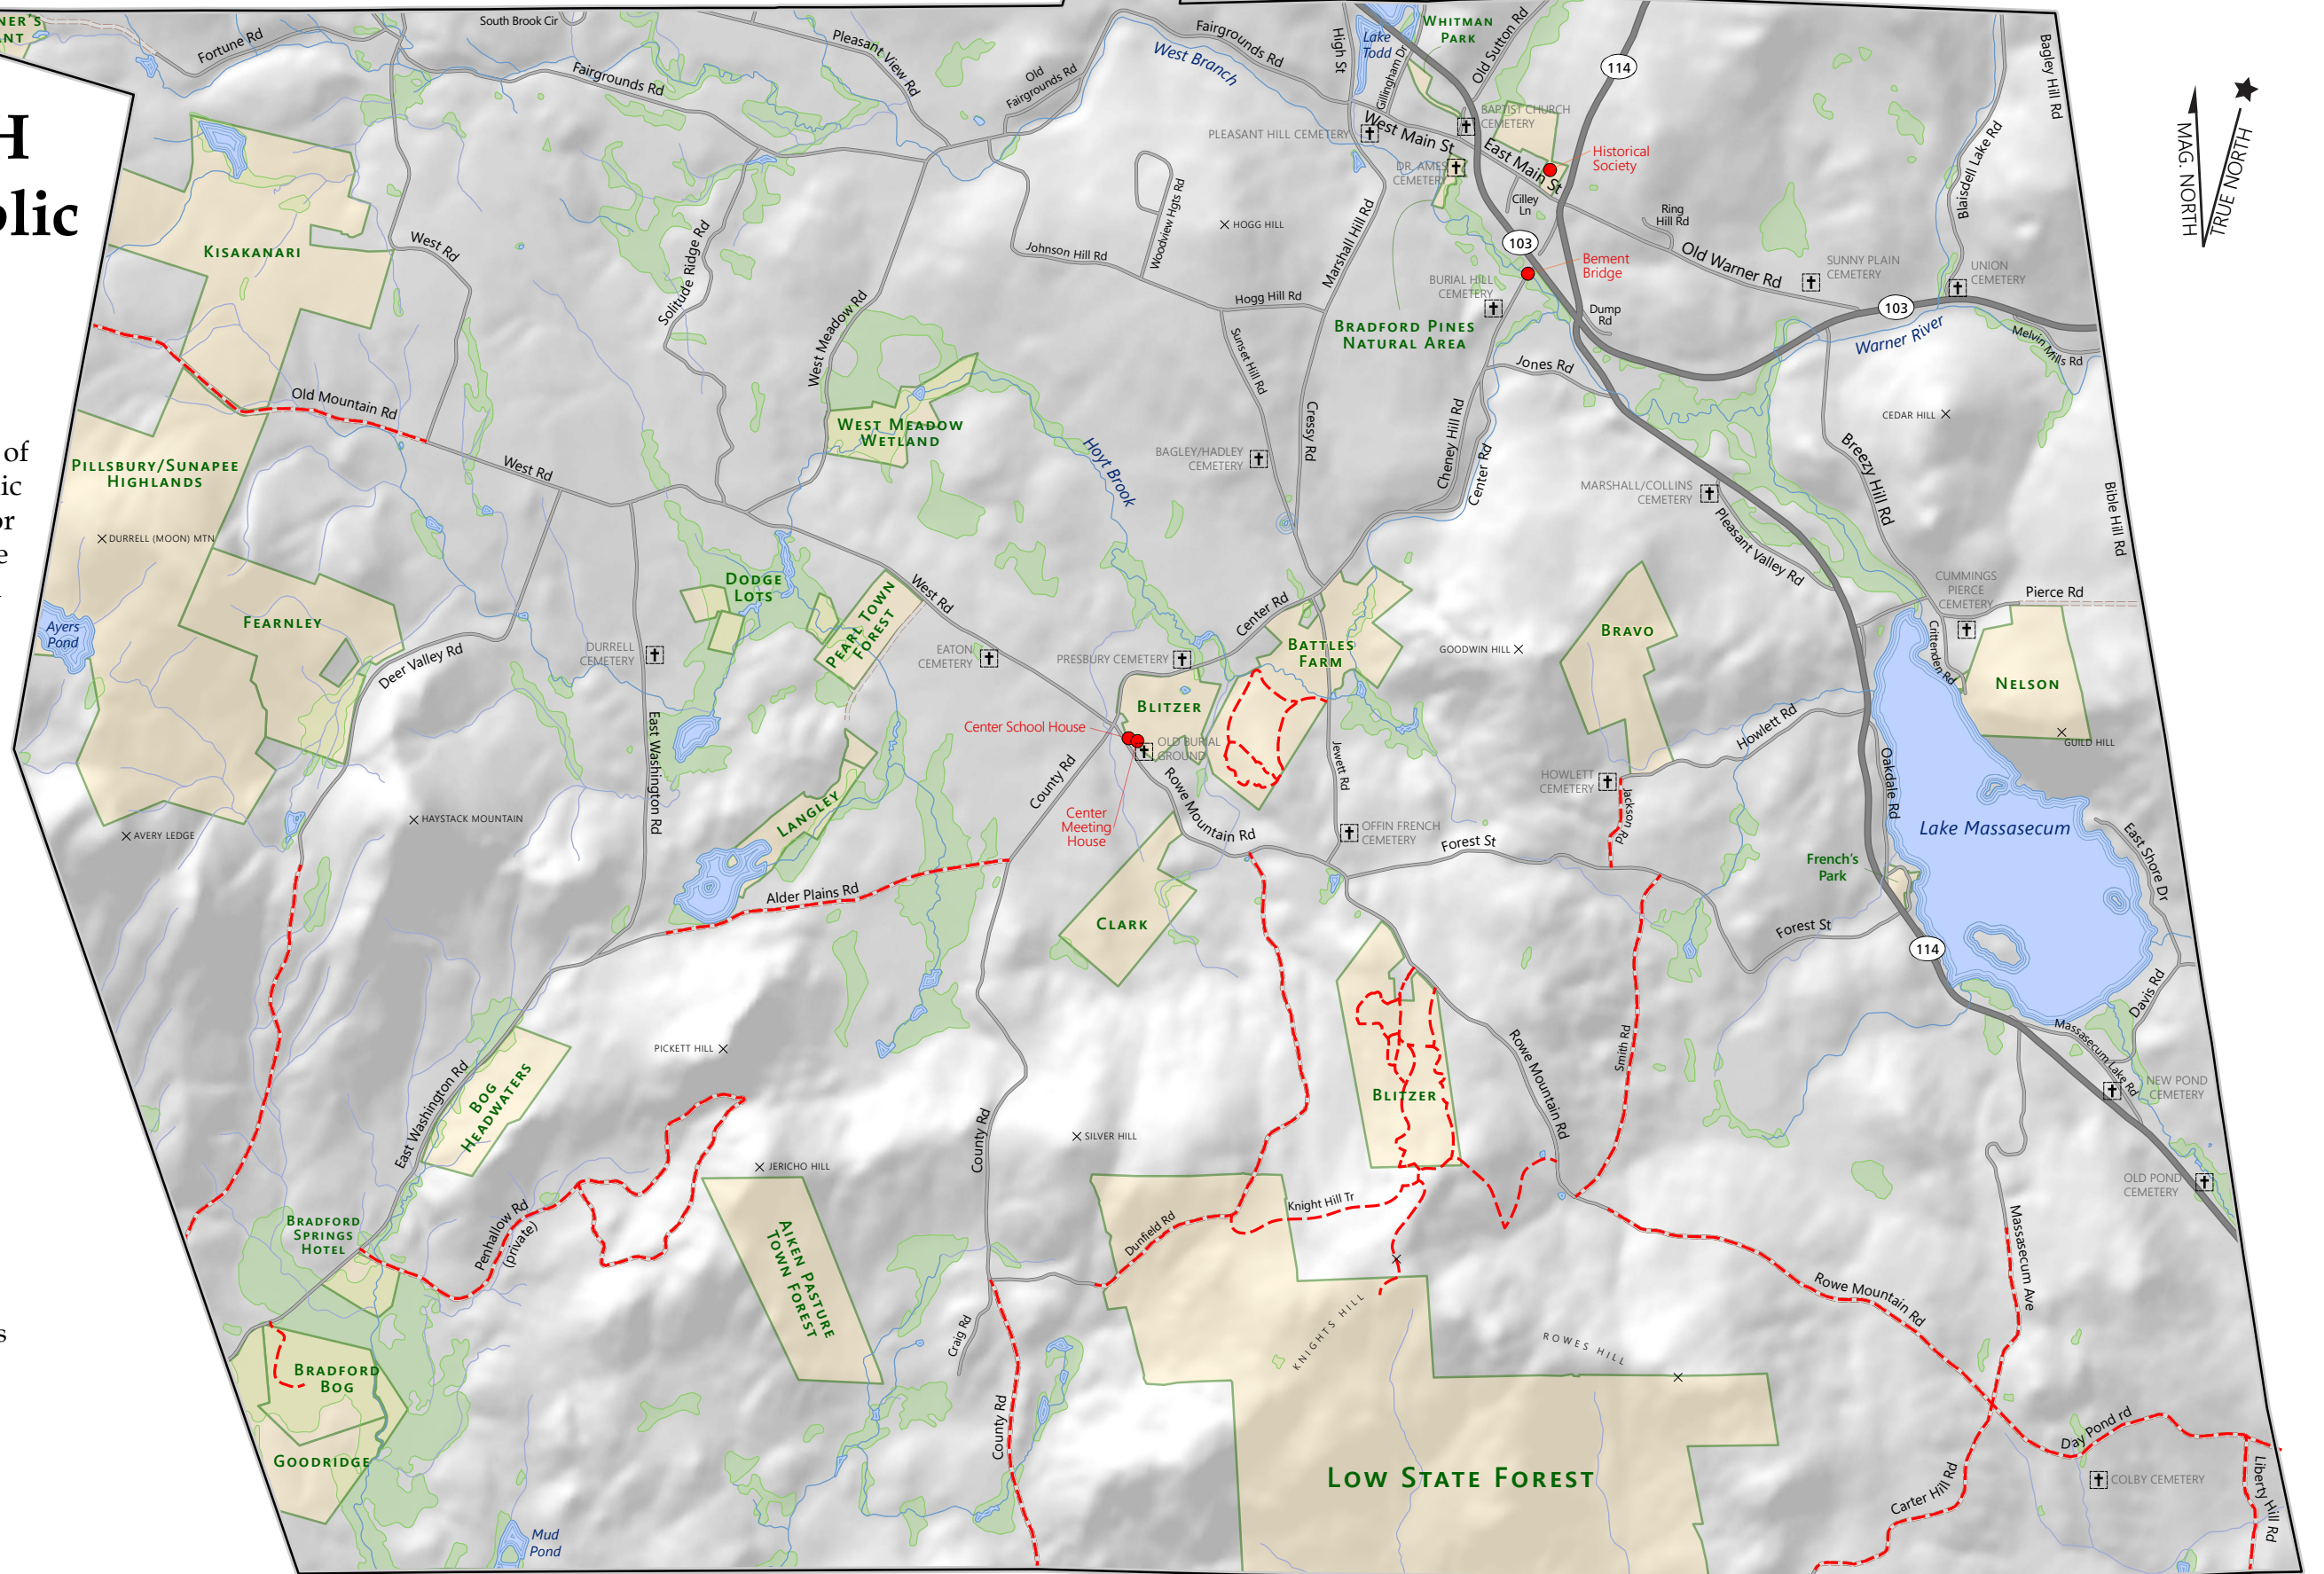 NER'S
ANT
H
blic
of
ic
or
e
s
Fortune Rd
South Brook Cir
Fairgrounds Rd
Pleasant View Rd
Old
Fairgrounds Rd
West Branch
Fairgrounds Rd
High St
Lake
Todd
Gillingham Dr
WHITMAN
PARK
Old Sutton Rd
114
Bagley Hill Rd
MAG. NORTH
TRUE NORTH
PLEASANT HILL CEMETERY
West Main St
BAPTIST CHURCH
CEMETERY
East Main St
Historical
Society
DR. AMES
CEMETERY
Cilley
Ln
Ring
Hill Rd
Blaisdell Lake Rd
KISAKANARI
West Rd
Solitude Ridge Rd
West Meadow Rd
Johnson Hill Rd
Woodview Hgts Rd
HOGG HILL
Marshall Hill Rd
Hogg Hill Rd
103
Bement
Bridge
BURIAL HILL
CEMETERY
Old Warner Rd
SUNNY PLAIN
CEMETERY
UNION
CEMETERY
103
Dump
Rd
Warner River
Melvin Mills Rd
BRADFORD PINES
NATURAL AREA
Sunset Hill Rd
Jones Rd
Old Mountain Rd
WEST MEADOW
WETLAND
Cressy Rd
Cheney Hill Rd
Center Rd
CEDAR HILL
Breezy Hill Rd
Bible Hill Rd
PILLSBURY/SUNAPEE
HIGHLANDS
West Rd
Hoyt Brook
BAGLEY/HADLEY
CEMETERY
MARSHALL/COLLINS
CEMETERY
Pleasant Valley Rd
DURRELL (MOON) MTN
DODGE
LOTS
PEARL TOWN
FOREST
West Rd
CUMMINGS
PIERCE
CEMETERY
Pierce Rd
Ayers
Pond
FEARNLEY
Deer Valley Rd
DURRELL
CEMETERY
EATON
CEMETERY
PRESBURY CEMETERY
Center Rd
BATTLES
FARM
GOODWIN HILL
BRAVO
Crittenden Rd
NELSON
GUILD HILL
East Washington Rd
Center School House
BLITZER
OLD BURIAL
GROUND
Howlett Rd
Oakdale Rd
County Rd
Center
Meeting
House
Rowe Mountain Rd
Jewett Rd
HOWLETT
CEMETERY
Jackson Rd
AVERY LEDGE
HAYSTACK MOUNTAIN
LANGLEY
OFFIN FRENCH
CEMETERY
Forest St
Lake Massasecum
East Shore Dr
French's
Park
Alder Plains Rd
CLARK
Forest St
114
Davis Rd
East Washington Rd
BOG
HEADWATERS
PICKETT HILL
BLITZER
Rowe Mountain Rd
Smith Rd
Massasecum Lake Rd
NEW POND
CEMETERY
County Rd
SILVER HILL
JERICHO HILL
OLD POND
CEMETERY
BRADFORD
SPRINGS
HOTEL
Penhallow Rd
(private)
AIKEN PASTURE
TOWN FOREST
Dunfield Rd
Knight Hill Tr
Massasecum Ave
Rowe Mountain Rd
KNIGHTS HILL
ROWES HILL
Craig Rd
BRADFORD
BOG
County Rd
Day Pond rd
GOODRIDGE
LOW STATE FOREST
Carter Hill Rd
COLBY CEMETERY
Liberty Hill Rd
Mud
Pond